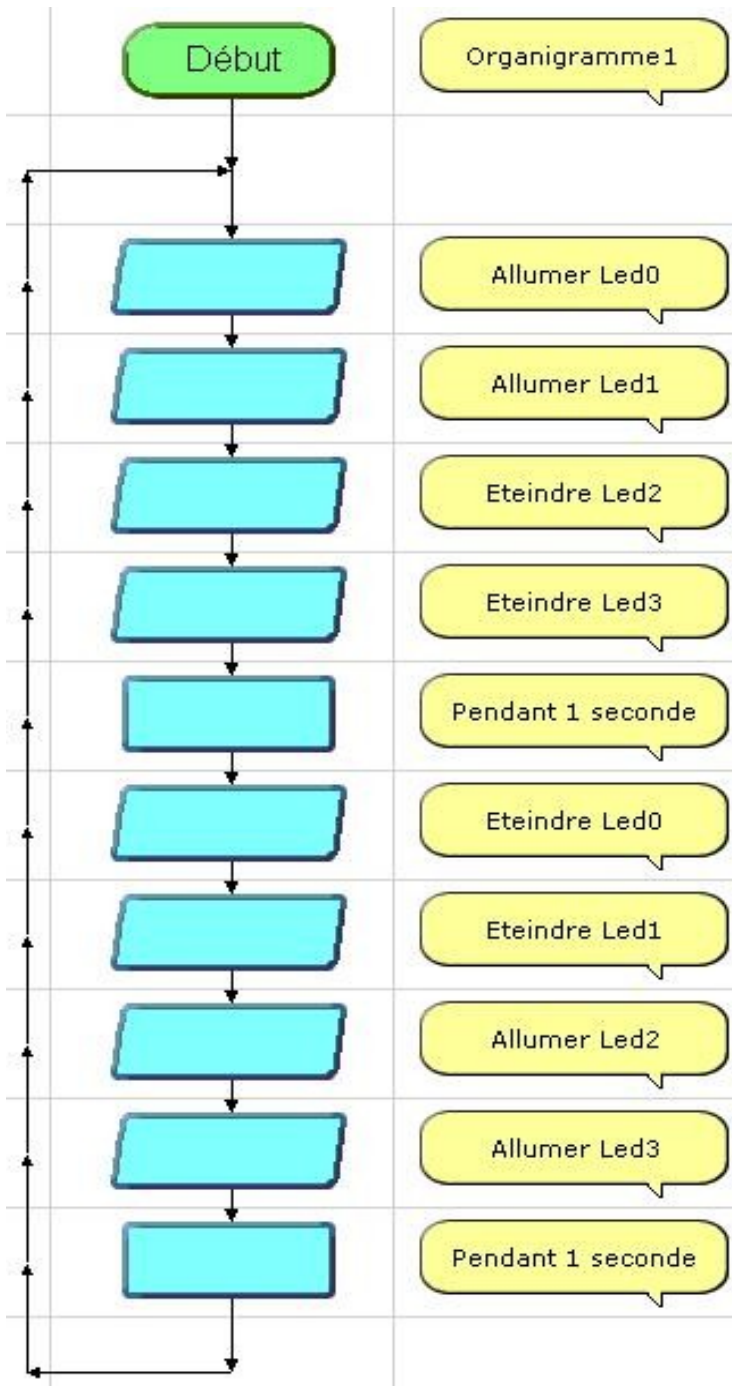 Début
Organigramme1
Allumer Led0
Allumer Led1
Eteindre Led2
Eteindre Led3
Pendant 1 seconde
Eteindre Led0
Eteindre Led1
Allumer Led2
Allumer Led3
Pendant 1 seconde